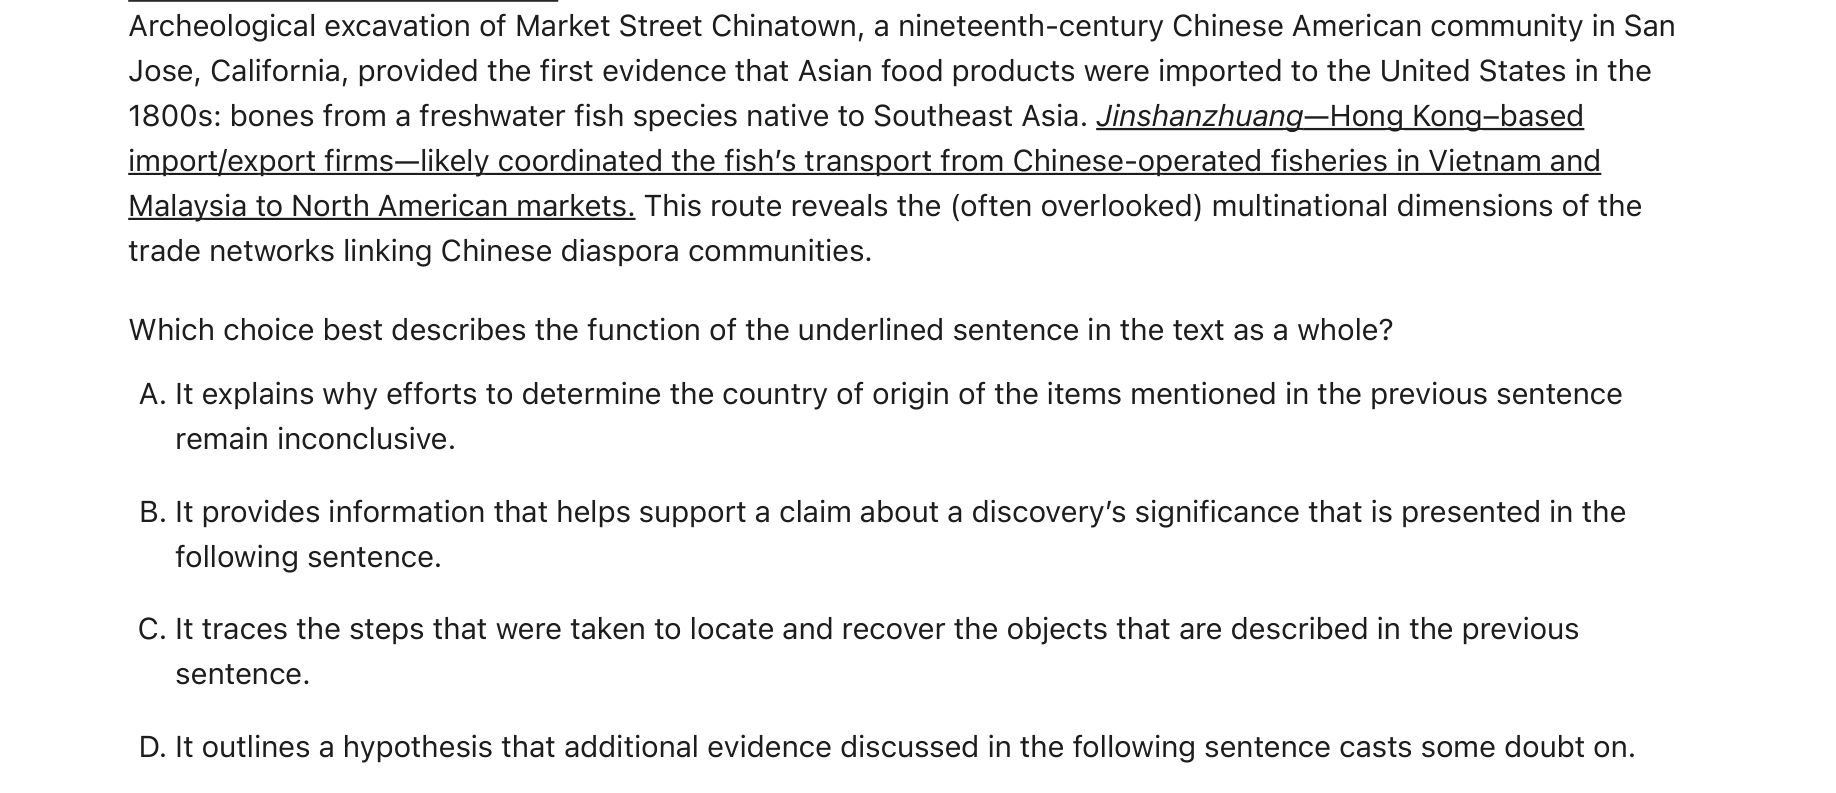 Archeological excavation of Market Street Chinatown, a nineteenth-century Chinese American community in San
Jose, California, provided the first evidence that Asian food products were imported to the United States in the
1800s: bones from a freshwater fish species native to Southeast Asia. Jinshanzhuang—Hong Kong–based
import/export firms—likely coordinated the fish’s transport from Chinese-operated fisheries in Vietnam and
Malaysia to North American markets. This route reveals the (often overlooked) multinational dimensions of the
trade networks linking Chinese diaspora communities.
Which choice best describes the function of the underlined sentence in the text as a whole?
A. It explains why efforts to determine the country of origin of the items mentioned in the previous sentence
remain inconclusive.
B. It provides information that helps support a claim about a discovery’s significance that is presented in the
following sentence.
C. It traces the steps that were taken to locate and recover the objects that are described in the previous
sentence.
D. It outlines a hypothesis that additional evidence discussed in the following sentence casts some doubt on.